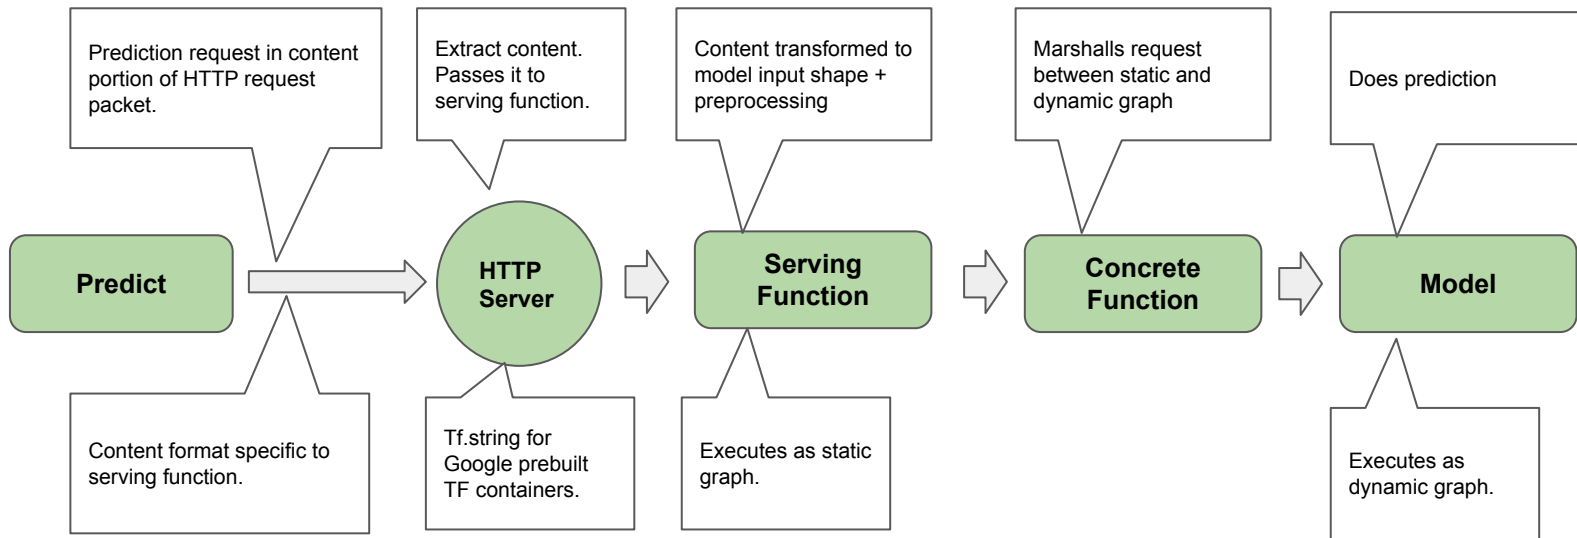 Prediction request in content
portion of HTTP request
packet.
Extract content.
Passes it to
serving function.
Content transformed to
model input shape +
preprocessing
Marshalls request
between static and
dynamic graph
Does prediction
Predict
HTTP
Server
Serving
Function
Concrete
Function
Model
Content format specific to
serving function.
Tf.string for
Google prebuilt
TF containers.
Executes as static
graph.
Executes as
dynamic graph.